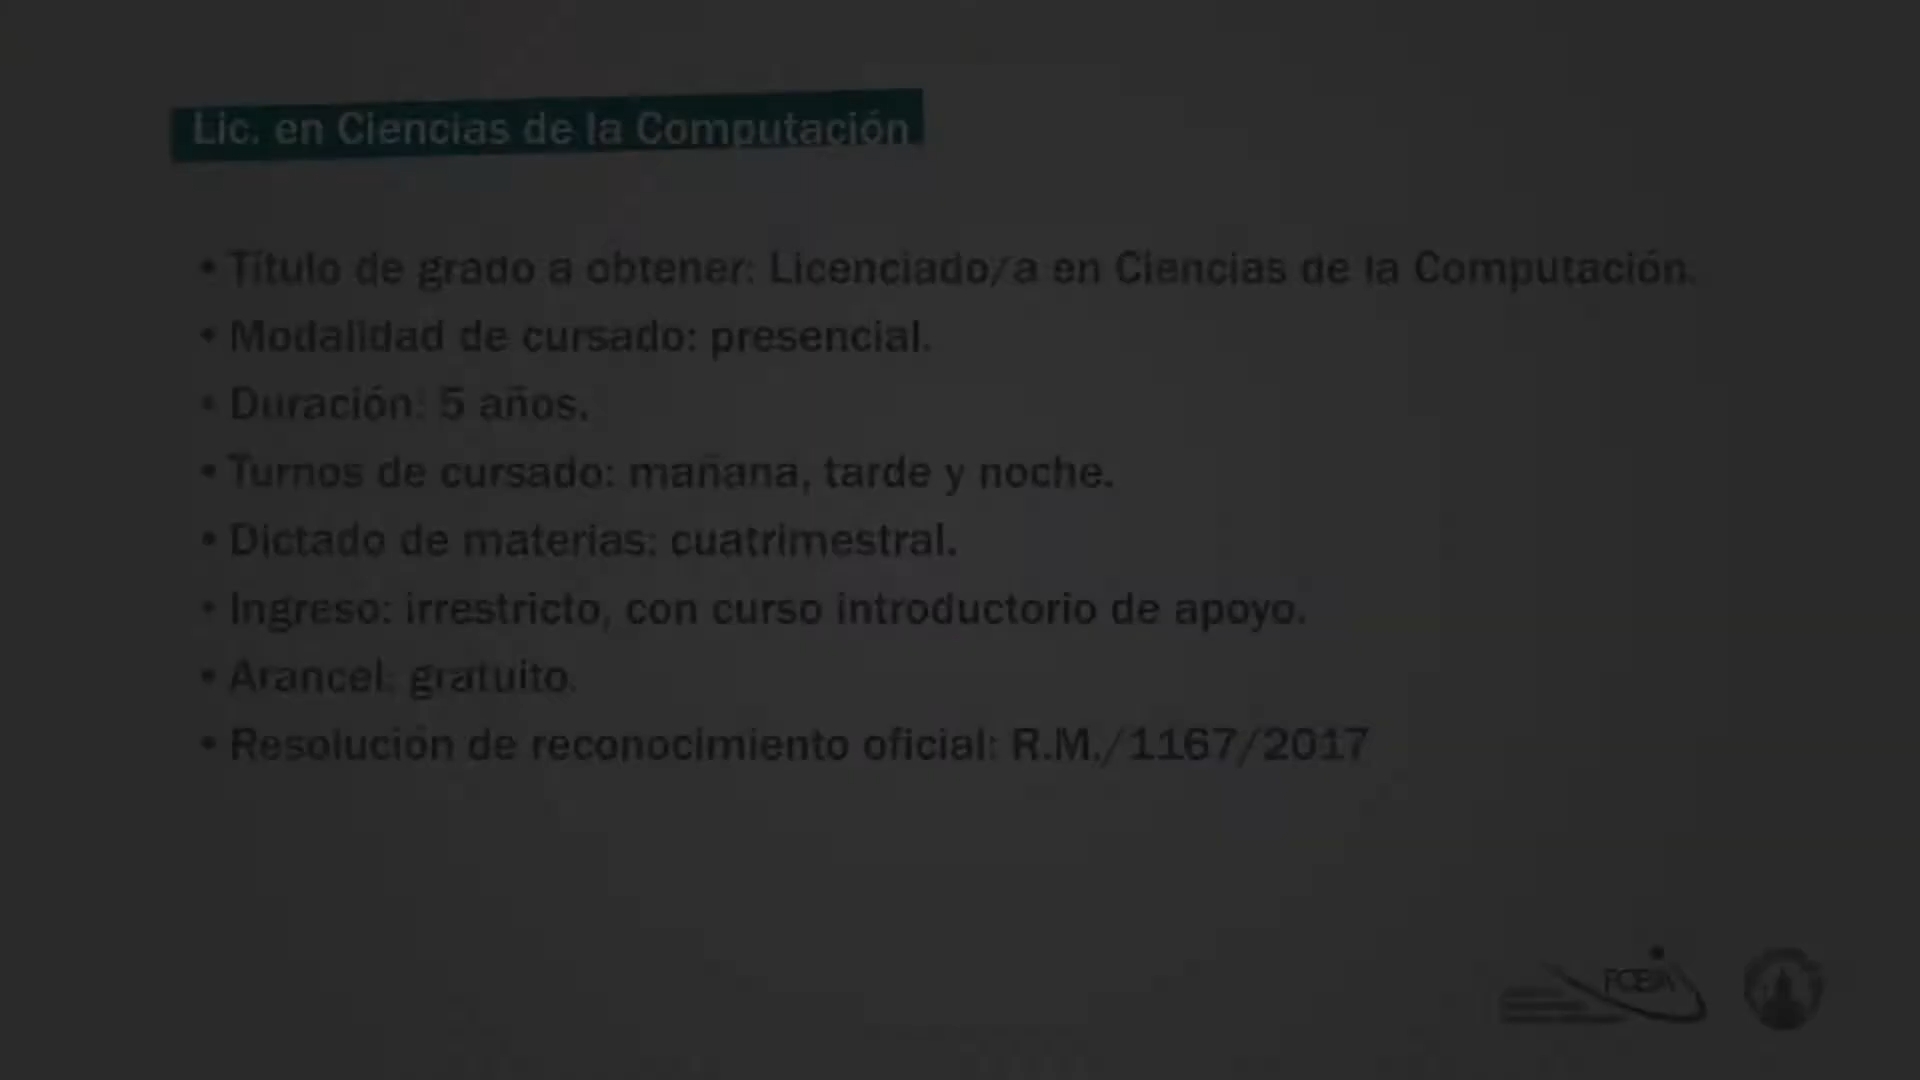 Lic. en Ciencias de la Computación
• Título de grado a obtener: Licenciado/a en Ciencias de la Computación.
• Modalidad de cursado: presencial.
• Duración: 5 años.
• Turnos de cursado: mañana, tarde y noche.
• Dictado de materias: cuatrimestral.
• Ingreso: irrestricto, con curso introductorio de apoyo.
• Arancel: gratuito.
• Resolución de reconocimiento oficial: R.M./1167/2017
FCEIA